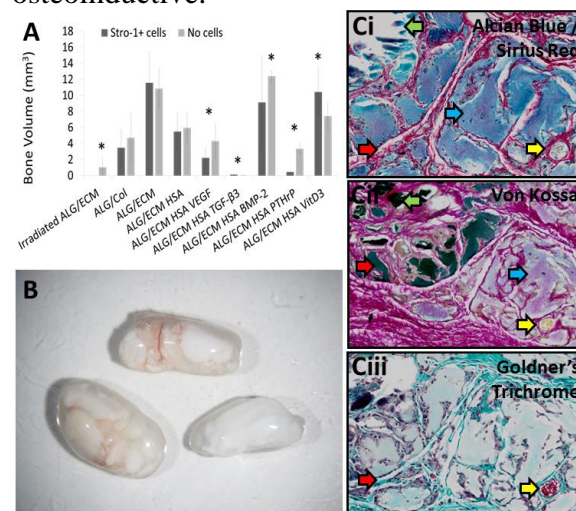 osteoinductive.
A
Bone Volume (mm³)
18
16
14
12
10
8
6
4
2
0
Stro-1+ cells
No cells
*
*
*
*
*
*
Irradiated ALG/ECM
ALG/Col
ALG/ECM
ALG/ECM HSA
ALG/ECM HSA VEGF
ALG/ECM HSA TGF-β3
ALG/ECM HSA BMP-2
ALG/ECM HSA PTHrP
ALG/ECM HSA VitD3
B
Ci
Alcian Blue /
Sirius Red
Cii
Von Kossa
Ciii
Goldner's
Trichrome